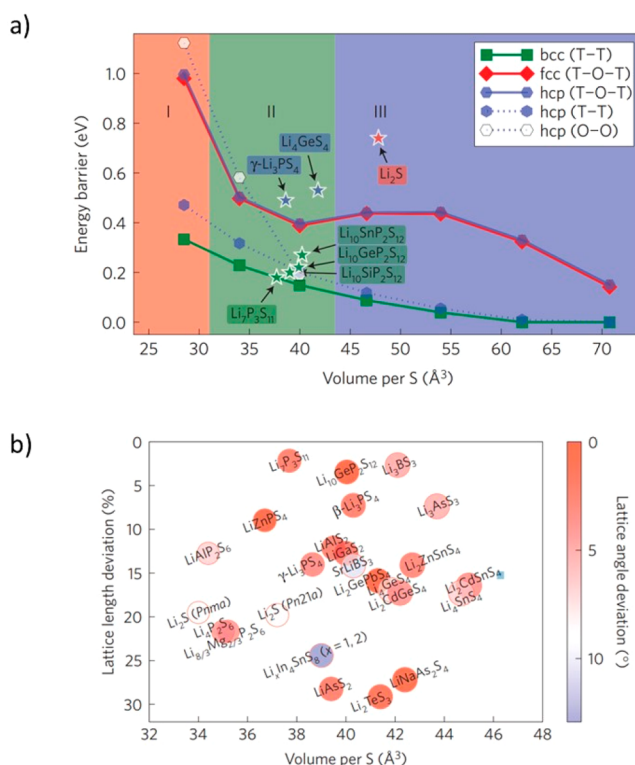 a)
bcc (T–T)
fcc (T–O–T)
hcp (T–O–T)
hcp (T–T)
hcp (O–O)
I
II
III
Li₄GeS₄
γ-Li₃PS₄
Li₂S
Li₁₀SnP₂S₁₂
Li₁₀GeP₂S₁₂
Li₁₀SiP₂S₁₂
Li₇P₃S₁₁
Energy barrier (eV)
1.0
0.8
0.6
0.4
0.2
0.0
25 30 35 40 45 50 55 60 65 70
Volume per S (Å³)
b)
Lattice length deviation (%)
0
5
10
15
20
25
30
Li₇P₃S₁₁
Li₁₀GeP₂S₁₂
Li₃BS₃
β-Li₃PS₄
Li₃AsS₃
LiZnPS₄
LiAlP₂S₆
LiAlS₂
LiGaS₂
γ-Li₃PS₄
SrLiBS₃
Li₂ZnSnS₄
Li₂GePbS₄
Li₄GeS₄
Li₂CdGeS₄
Li₂CdSnS₄
Li₄SnS₄
Li₂S (Pnma)
Li₂S (Pn21a)
Li₄P₂S₆
Li₈/₃Mg₂/₃P₂S₆
LiₓIn₄SnS₈ (x = 1, 2)
LiAsS₂
LiNaAs₂S₄
Li₂TeS₃
32 34 36 38 40 42 44 46 48
Volume per S (Å³)
0
5
10
Lattice angle deviation (°)